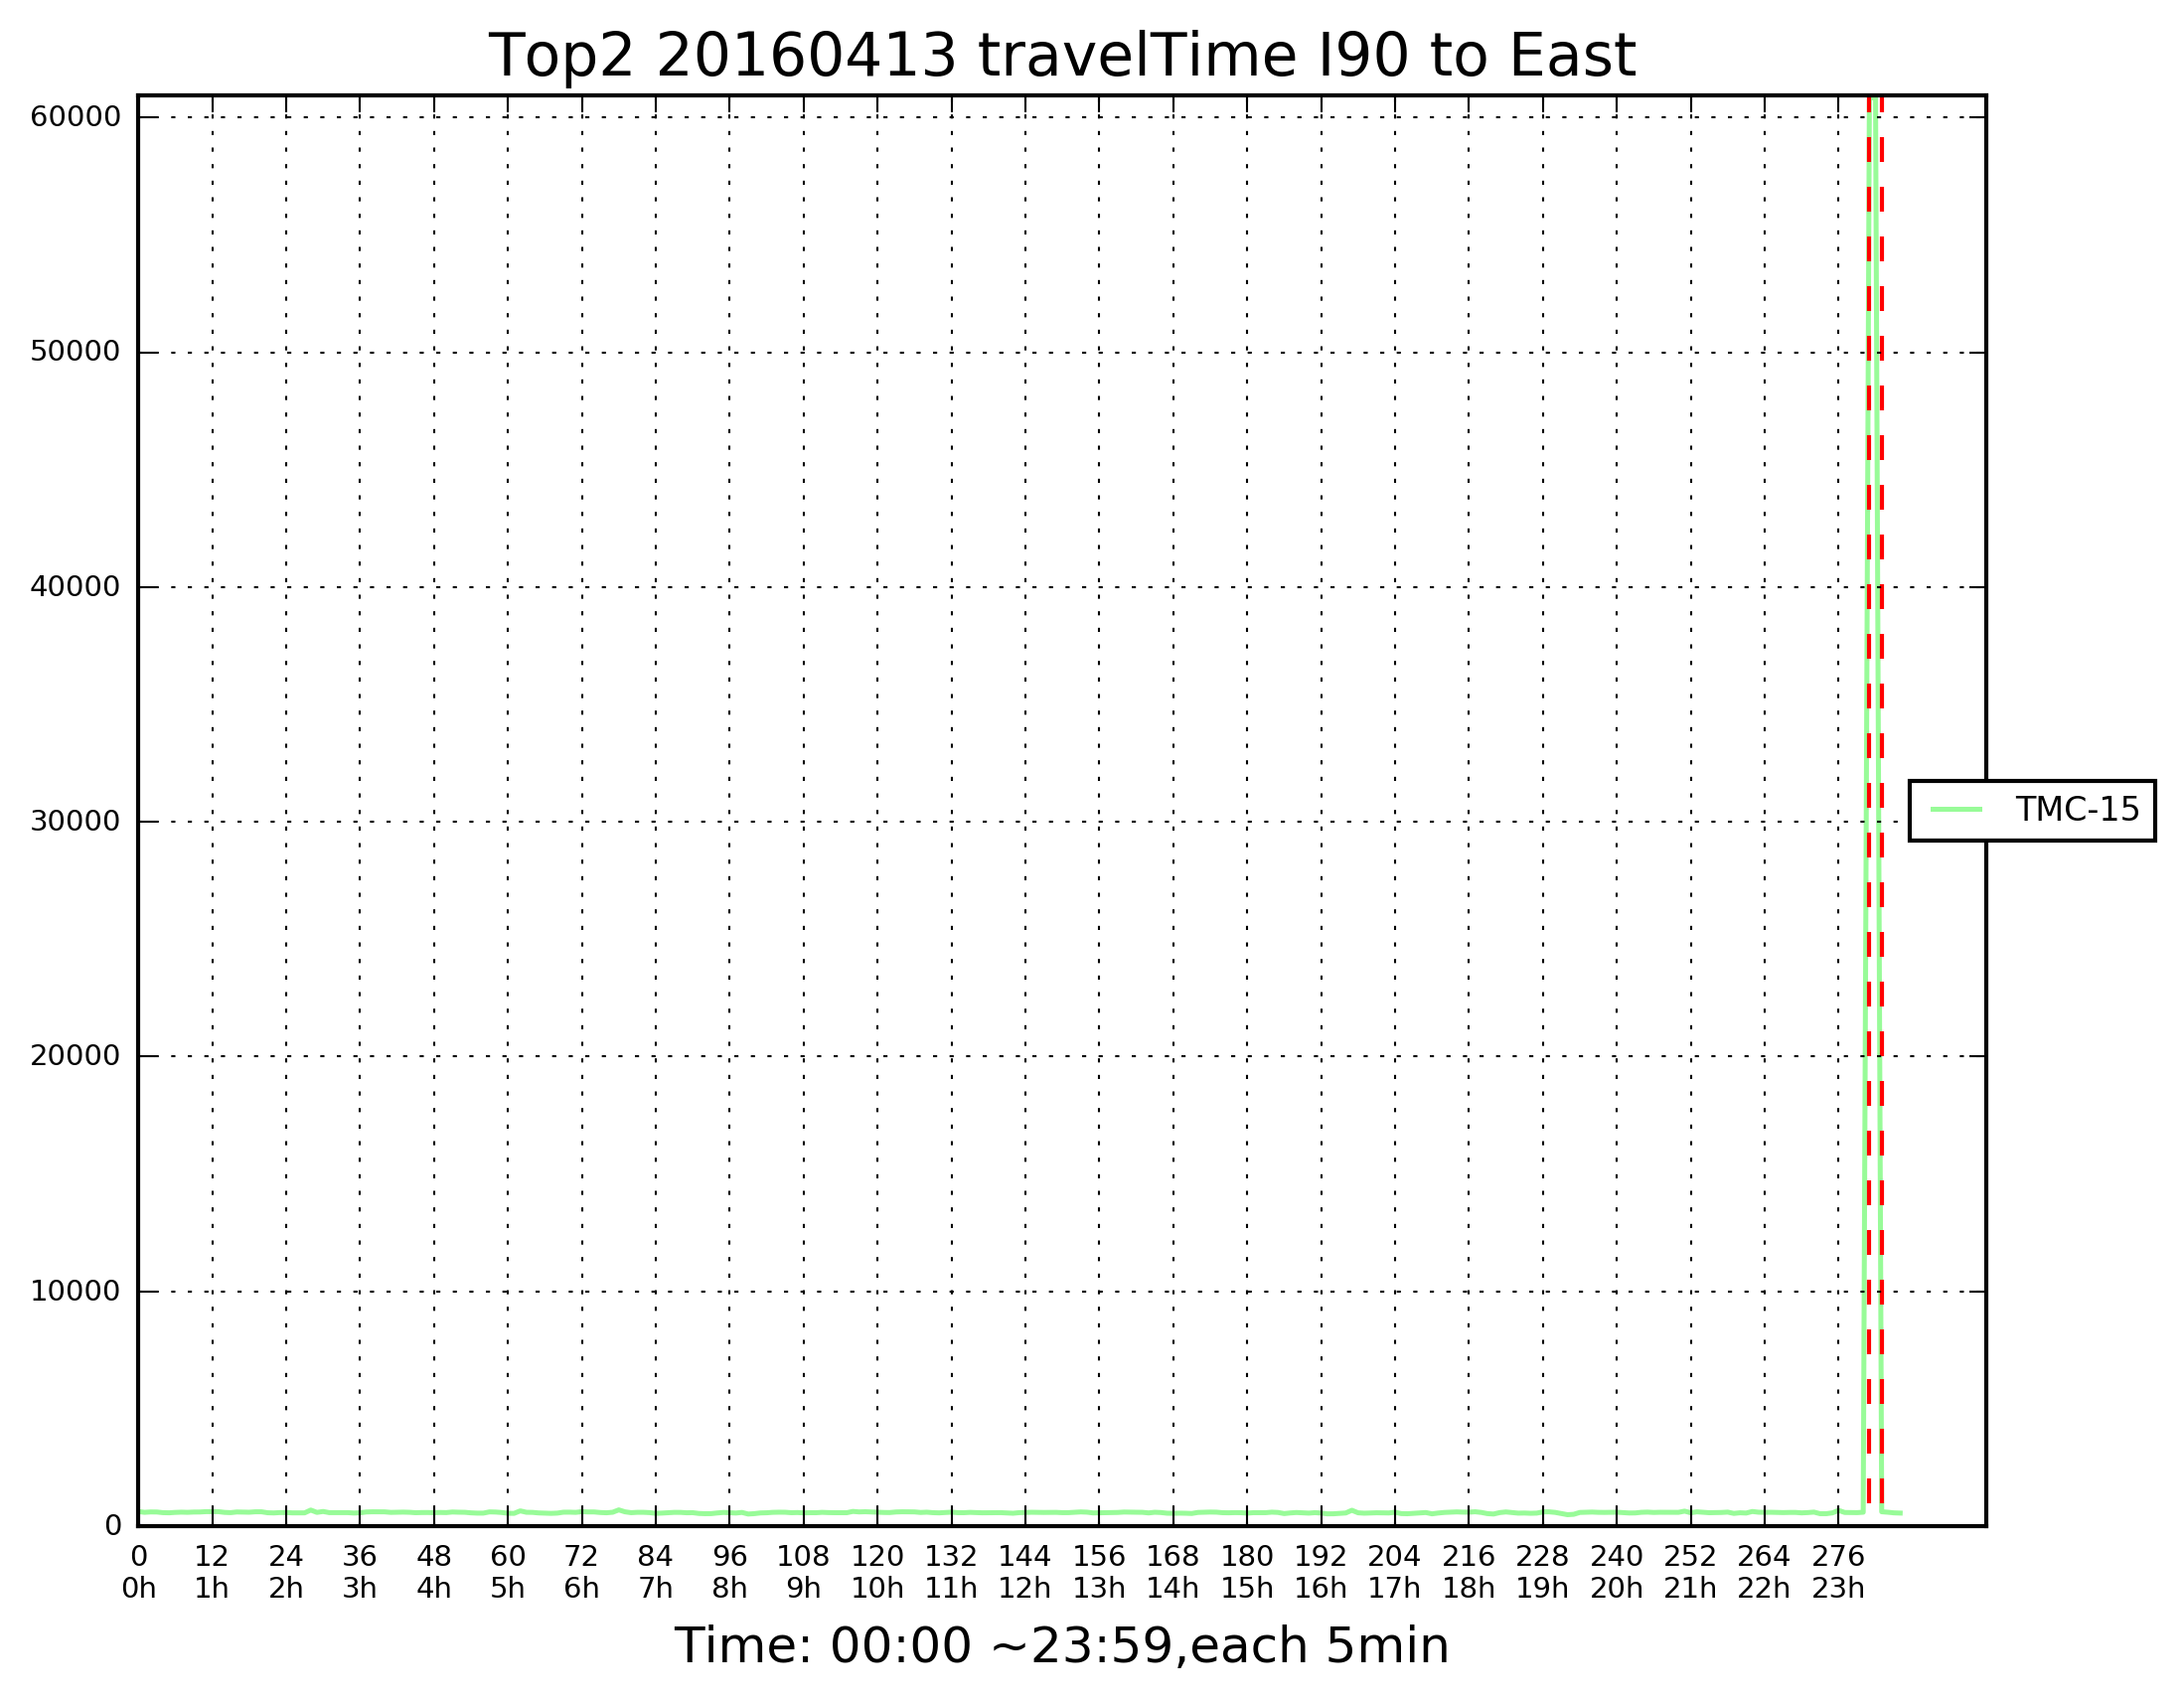 Top2 20160413 travelTime I90 to East
60000
50000
40000
30000
20000
10000
0
TMC-15
0 12 24 36 48 60 72 84 96 108 120 132 144 156 168 180 192 204 216 228 240 252 264 276
0h 1h 2h 3h 4h 5h 6h 7h 8h 9h 10h 11h 12h 13h 14h 15h 16h 17h 18h 19h 20h 21h 22h 23h
Time: 00:00 ~23:59,each 5min